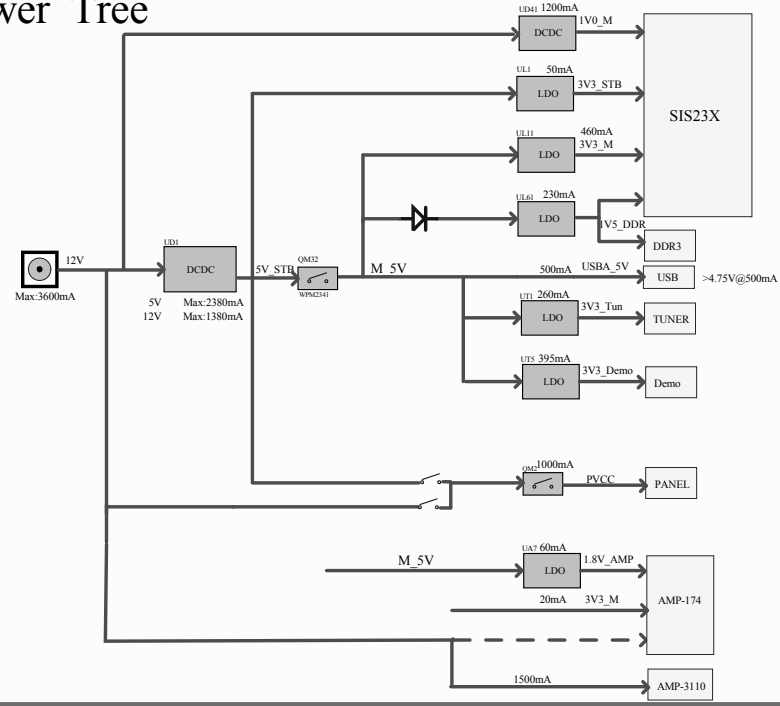 wer Tree
UD41 1200mA
DCDC
1V0_M
UL1 50mA
LDO
3V3_STB
SIS23X
UL11
460mA
LDO
3V3_M
UL61 230mA
LDO
1V5_DDR
DDR3
12V
Max:3600mA
UD1
DCDC
5V Max:2380mA
12V Max:1380mA
5V_STB
QM32
WPM2341
M_5V
500mA
USBA_5V
USB
>4.75V@500mA
UT1 260mA
LDO
3V3_Tun
TUNER
UT5 395mA
LDO
3V3_Demo
Demo
QM2 1000mA
PVCC
PANEL
M_5V
UA7 60mA
LDO
1.8V_AMP
20mA 3V3_M
AMP-174
1500mA
AMP-3110